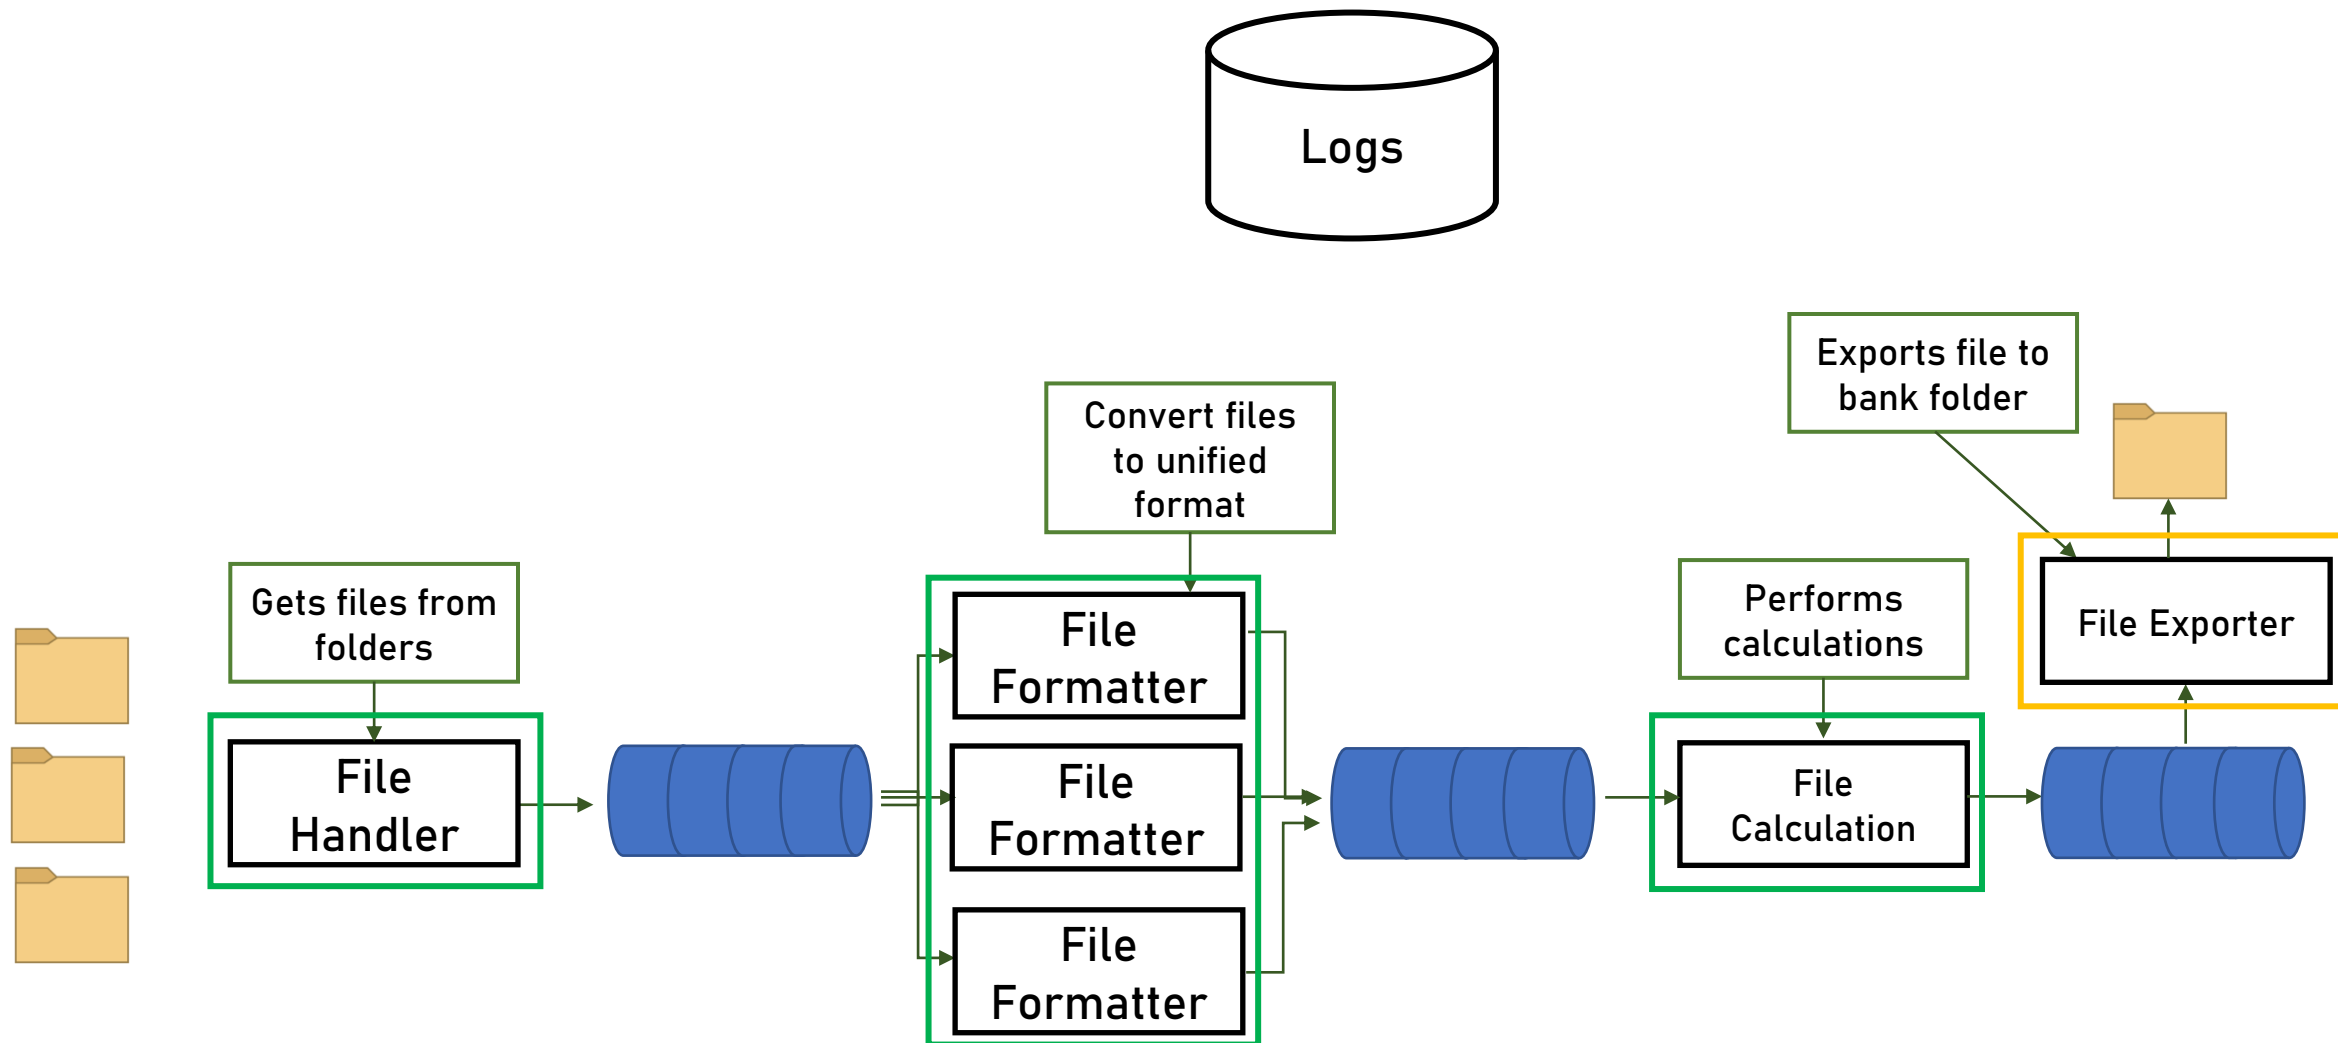 Logs
Exports file to
bank folder
Convert files
to unified
format
Gets files from
folders
Performs
calculations
File Exporter
File
Formatter
File
Handler
File
Formatter
File
Calculation
File
Formatter